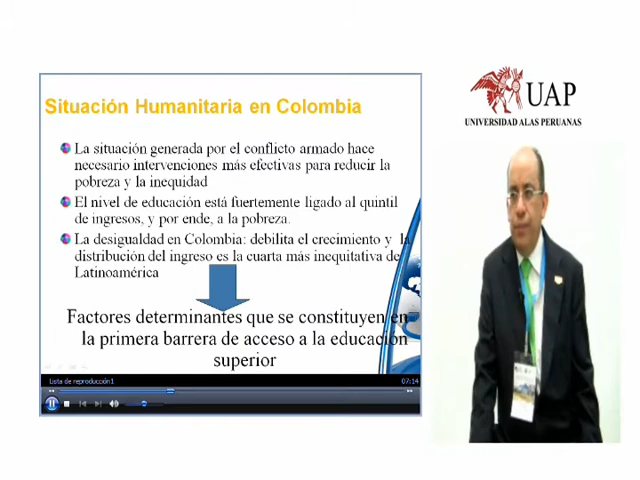 Situación Humanitaria en Colombia
La situación generada por el conflicto armado hace
necesario intervenciones más efectivas para reducir la
pobreza y la inequidad
El nivel de educación está fuertemente ligado al quintil
de ingresos, y por ende, a la pobreza.
La desigualdad en Colombia: debilita el crecimiento y la
distribución del ingreso es la cuarta más inequitativa de
Latinoamérica
Factores determinantes que se constituyen en
la primera barrera de acceso a la educación
superior
Lista de reproducción1
07:14
UAP
UNIVERSIDAD ALAS PERUANAS